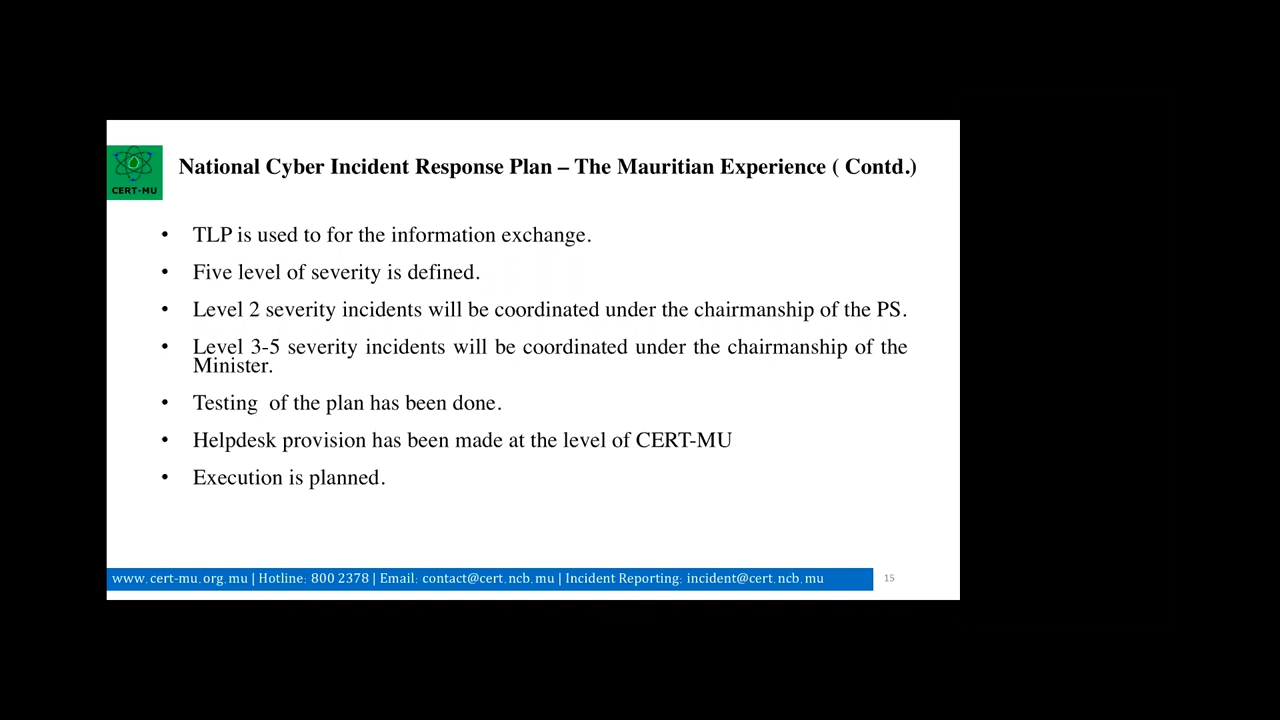 CERT-MU
National Cyber Incident Response Plan – The Mauritian Experience ( Contd.)
• TLP is used to for the information exchange.
• Five level of severity is defined.
• Level 2 severity incidents will be coordinated under the chairmanship of the PS.
• Level 3-5 severity incidents will be coordinated under the chairmanship of the
Minister.
• Testing  of the plan has been done.
• Helpdesk provision has been made at the level of CERT-MU
• Execution is planned.
www.cert-mu.org.mu | Hotline: 800 2378 | Email: contact@cert.ncb.mu | Incident Reporting: incident@cert.ncb.mu
15